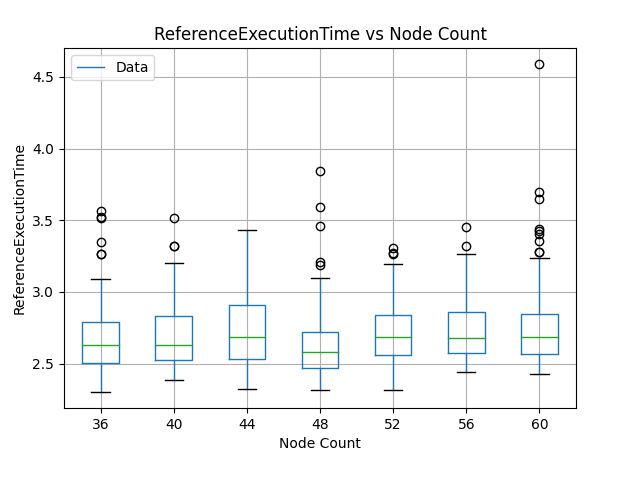 ReferenceExecutionTime vs Node Count
Data
4.5
4.0
3.5
3.0
2.5
ReferenceExecutionTime
36 40 44 48 52 56 60
Node Count